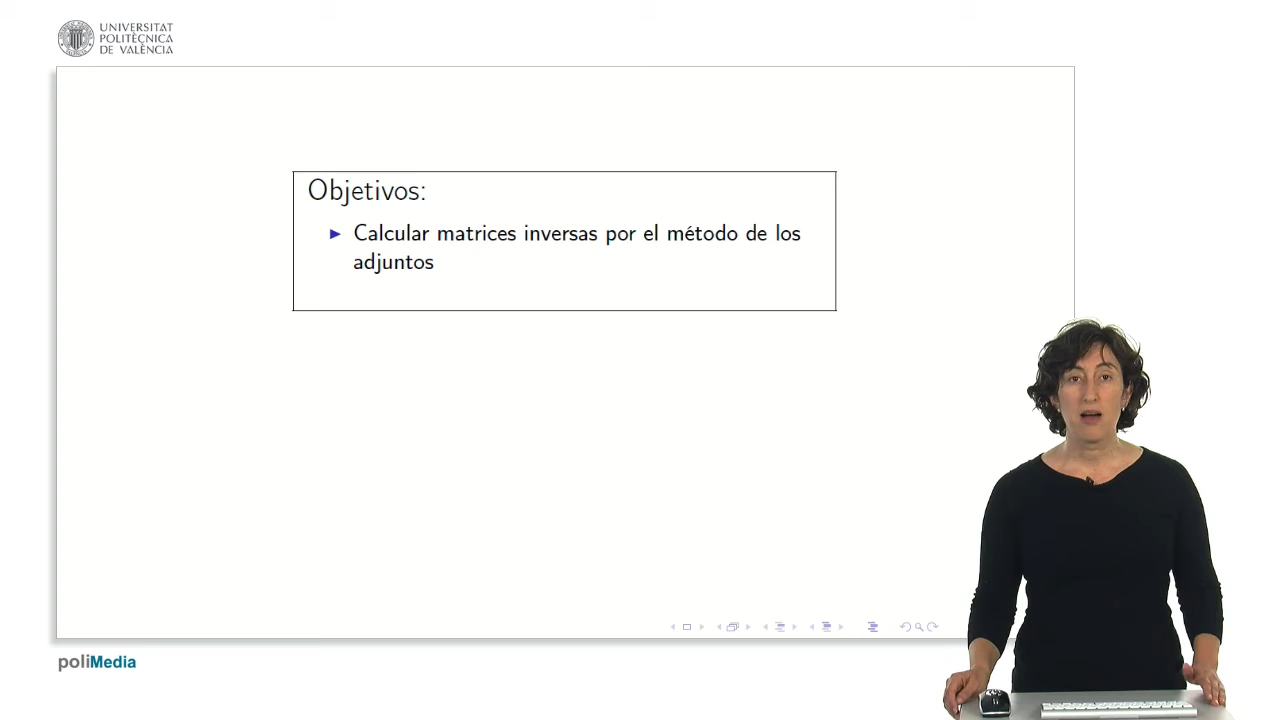 UNIVERSITAT
POLITÈCNICA
DE VALÈNCIA
Objetivos:
Calcular matrices inversas por el método de los
adjuntos
poliMedia